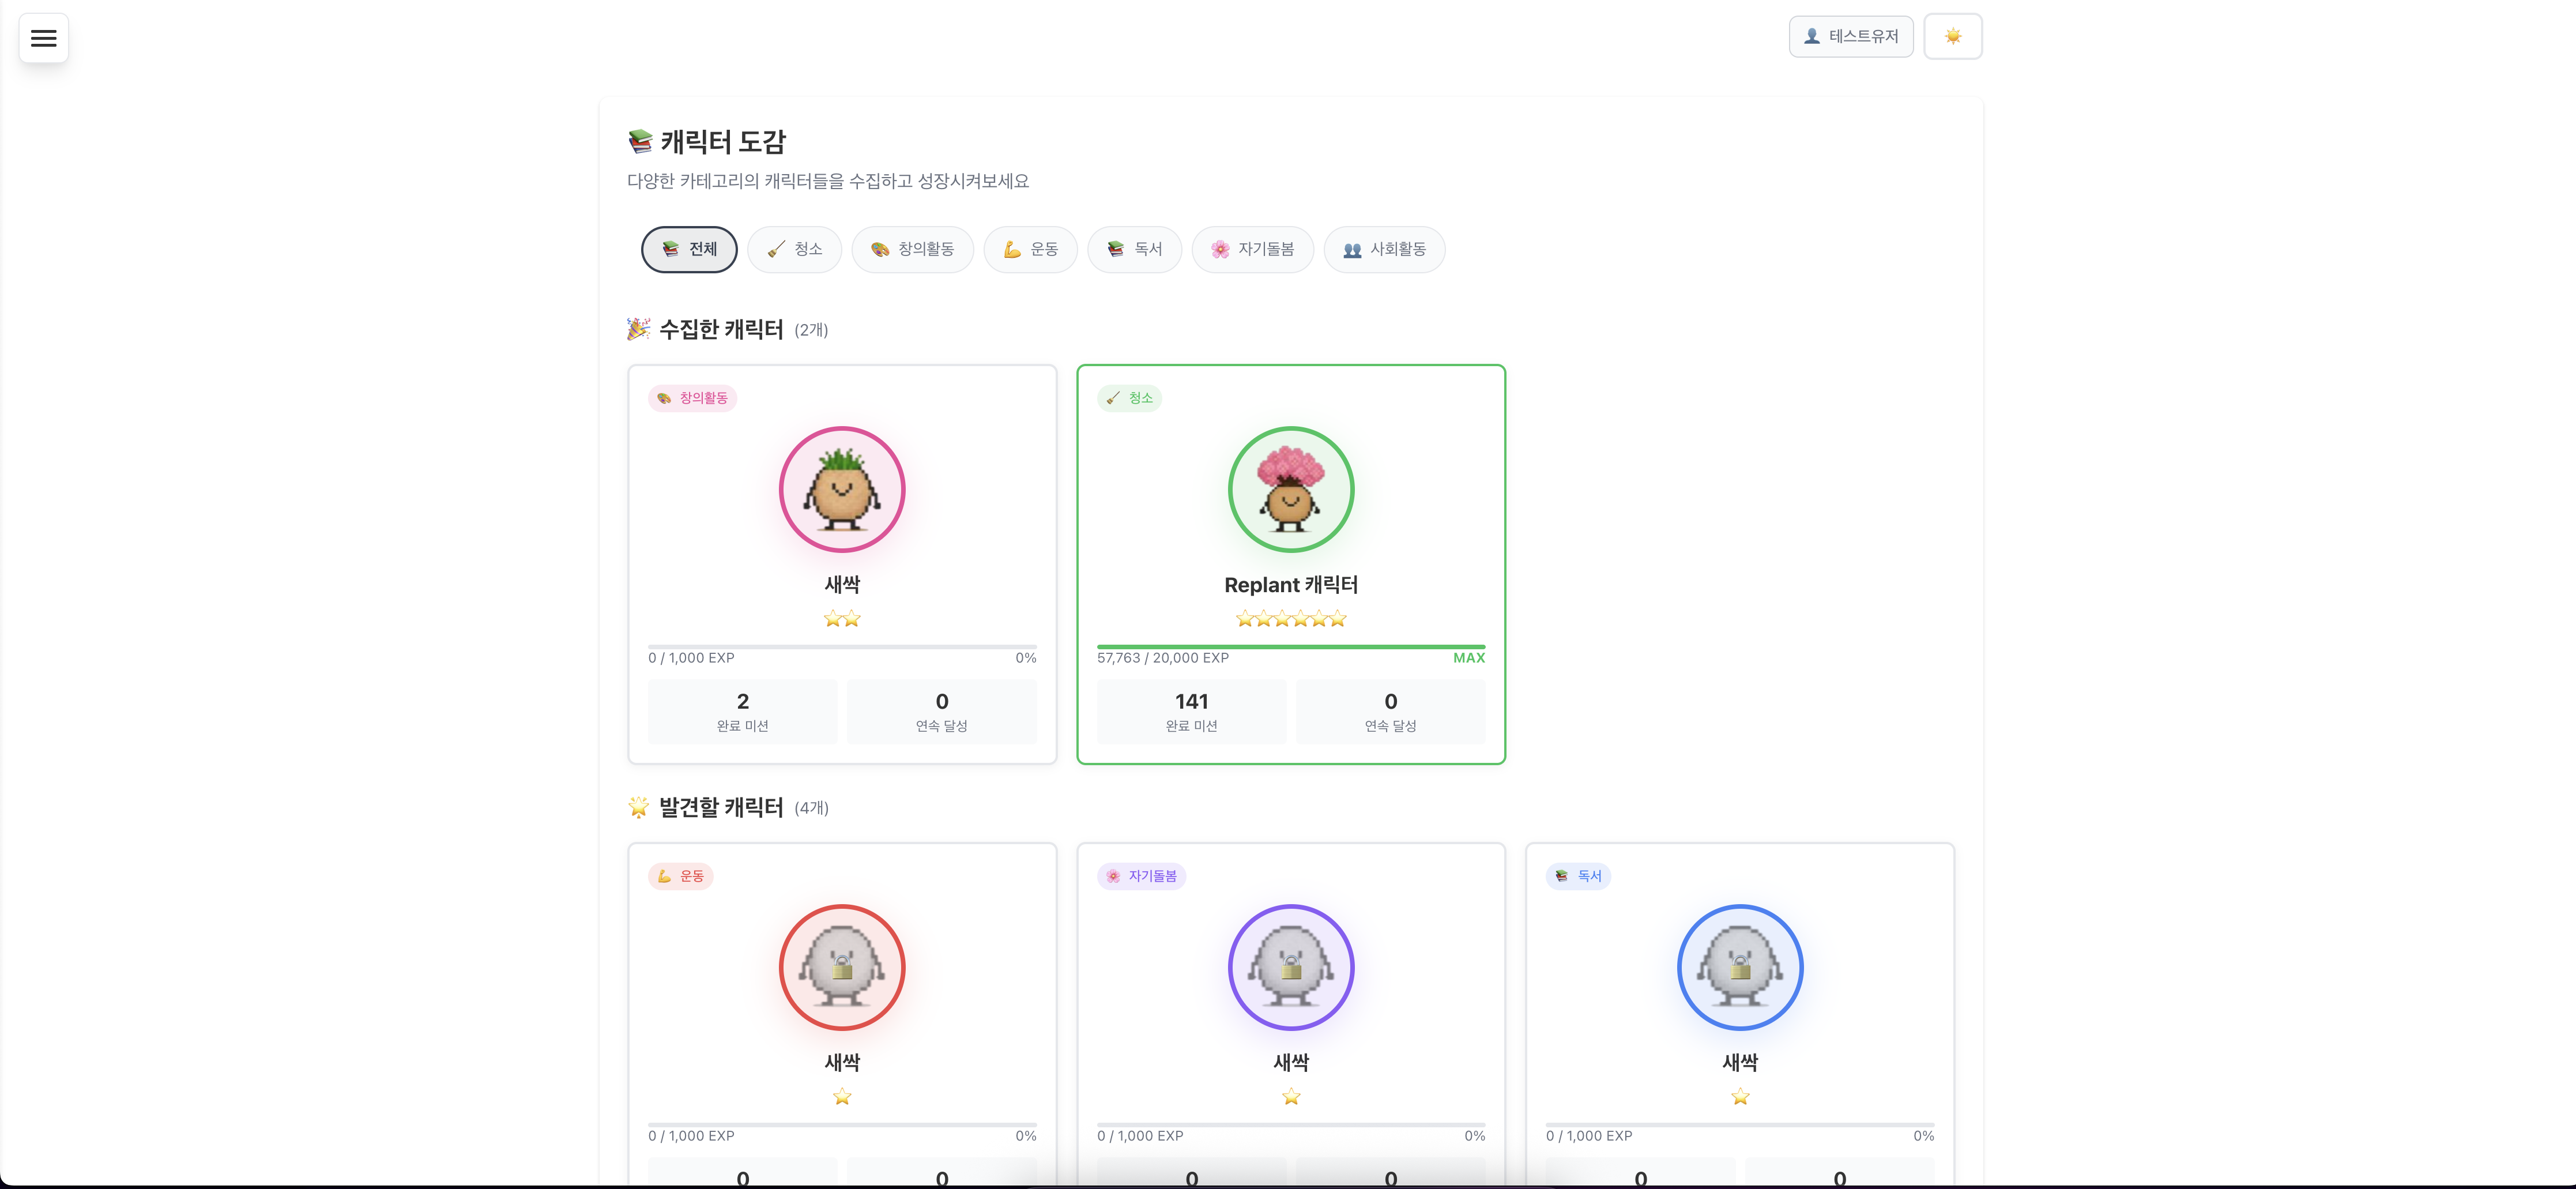 테스트유저
캐릭터 도감
다양한 카테고리의 캐릭터들을 수집하고 성장시켜보세요
전체 청소 창의활동 운동 독서 자기돌봄 사회활동
수집한 캐릭터 (2개)
창의활동
새싹
0 / 1,000 EXP 0%
2 0
완료 미션 연속 달성
청소
Replant 캐릭터
57,763 / 20,000 EXP MAX
141 0
완료 미션 연속 달성
발견할 캐릭터 (4개)
운동
새싹
0 / 1,000 EXP 0%
0 0
자기돌봄
새싹
0 / 1,000 EXP 0%
0 0
독서
새싹
0 / 1,000 EXP 0%
0 0